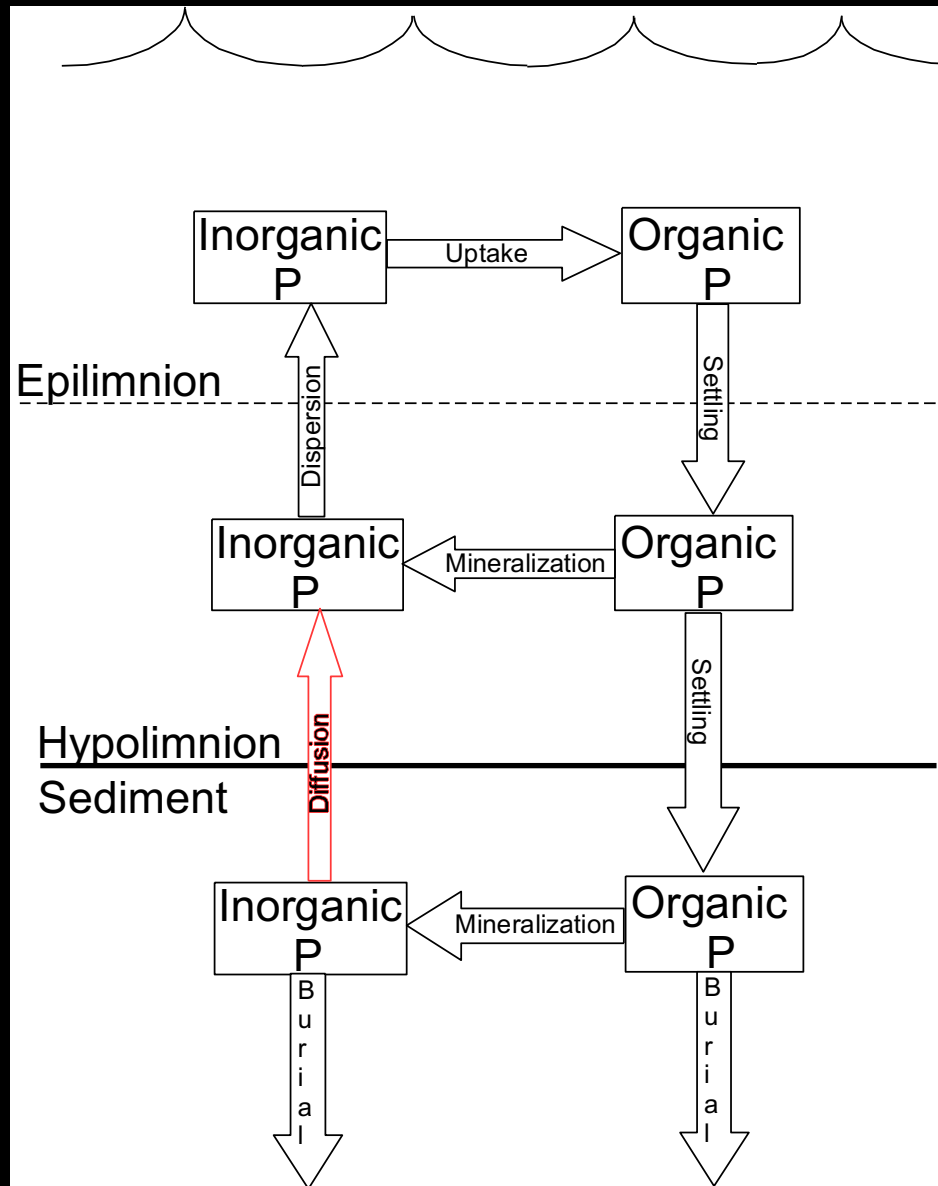 Inorganic
P
Uptake
Organic
P
Epilimnion
Dispersion
Settling
Inorganic
P
Mineralization
Organic
P
Diffusion
Settling
Hypolimnion
Sediment
Inorganic
P
Mineralization
Organic
P
Burial
Burial